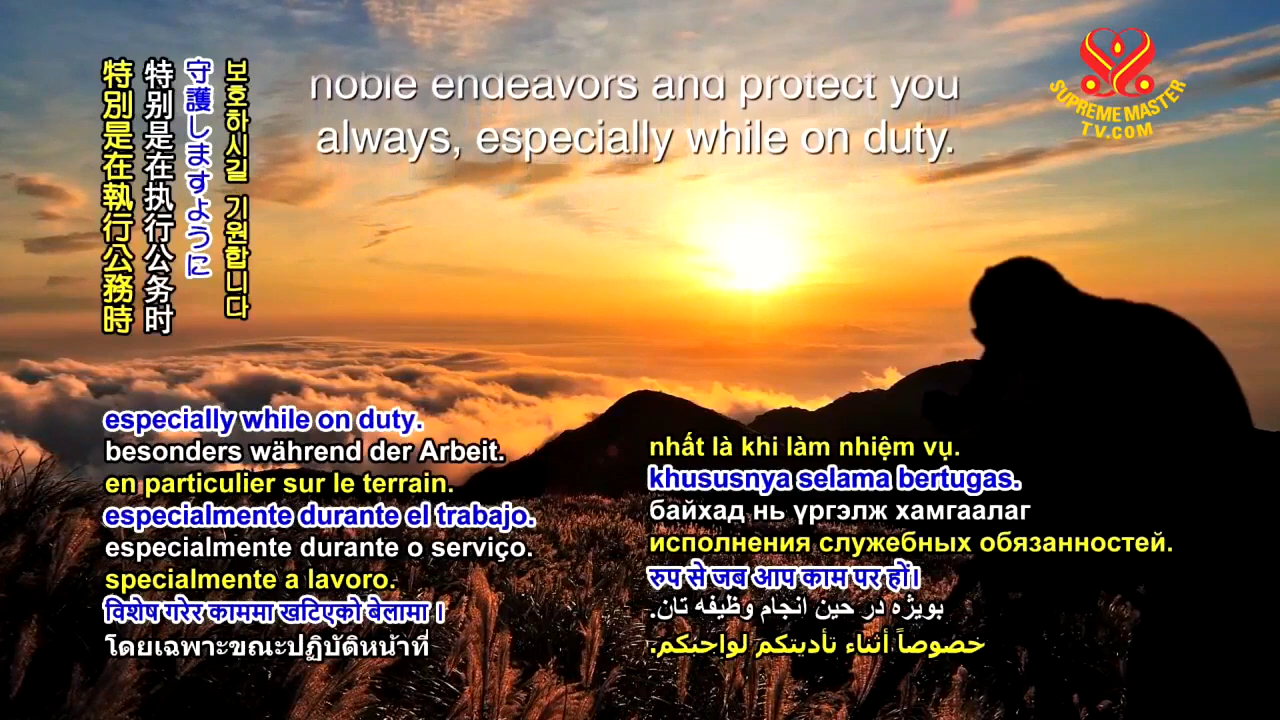 noble endeavors and protect you
always, especially while on duty.
SUPREME MASTER
TV.COM
보호하시길 기원합니다
守護しますように
特别是在执行公务时
特別是在執行公務時
especially while on duty.
besonders während der Arbeit.
en particulier sur le terrain.
especialmente durante el trabajo.
especialmente durante o serviço.
specialmente a lavoro.
विशेष गरेर काममा खटिएको बेलामा ।
โดยเฉพาะขณะปฏิบัติหน้าที่
nhất là khi làm nhiệm vụ.
khususnya selama bertugas.
байхад нь үргэлж хамгаалаг
исполнения служебных обязанностей.
रुप से जब आप काम पर हों।
بویژه در حین انجام وظیفه تان.
خصوصاً أثناء تأديتكم لواجبكم.